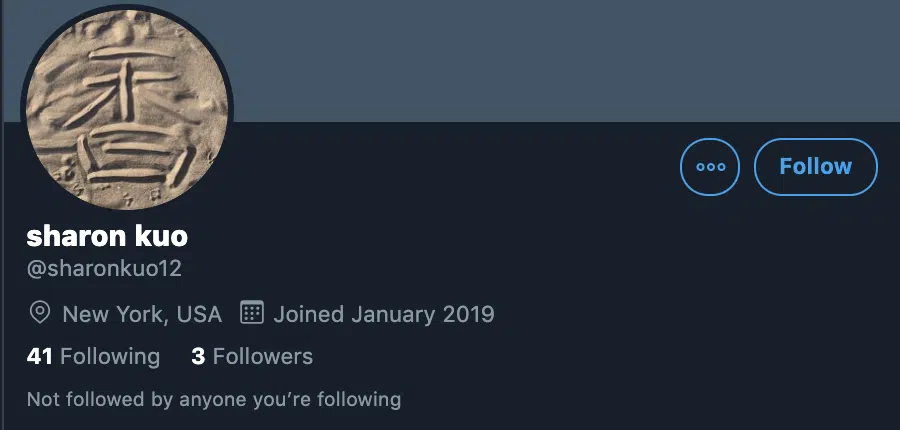 香
Follow
sharon kuo
@sharonkuo12
New York, USA Joined January 2019
41 Following 3 Followers
Not followed by anyone you’re following